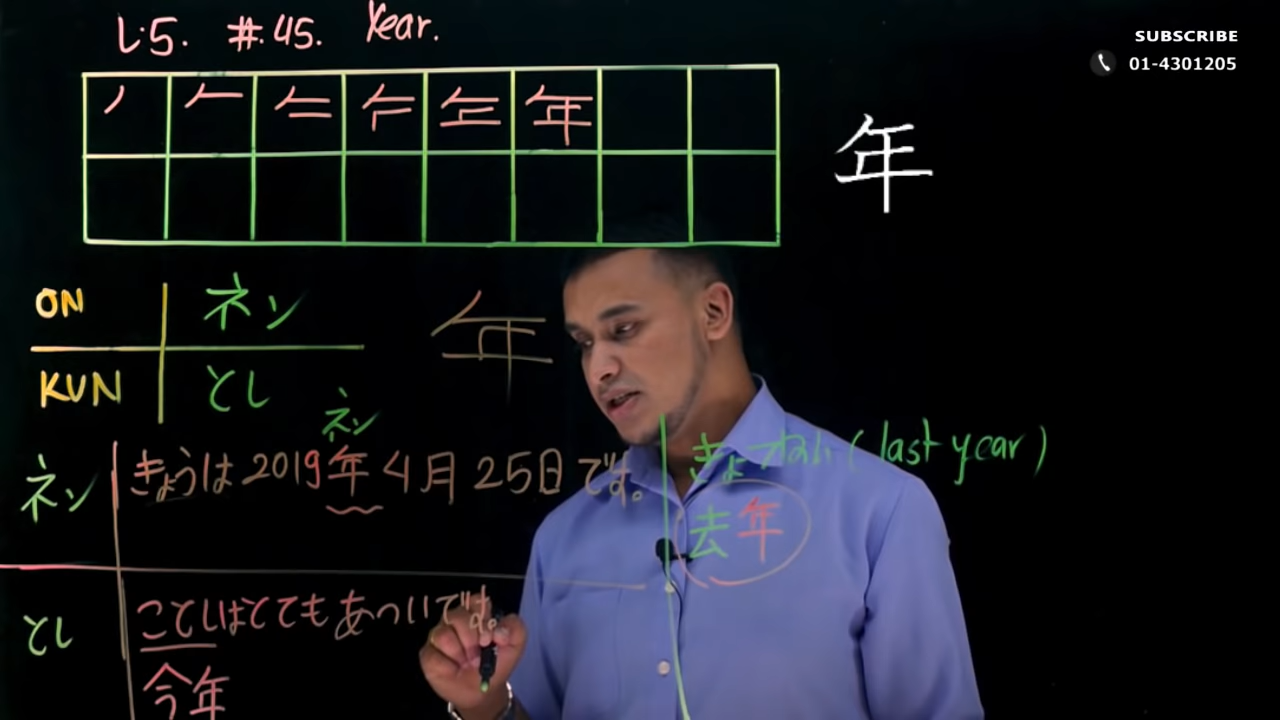 L:5. #.45. Year.
SUBSCRIBE
01-4301205
ノ 𠂉 年
年
ON ネン
KUN とし
年
ネン
ネン きょうは2019年4月25日です。
きょねん (last year)
去年
とし ことしはとてもあついです。
今年